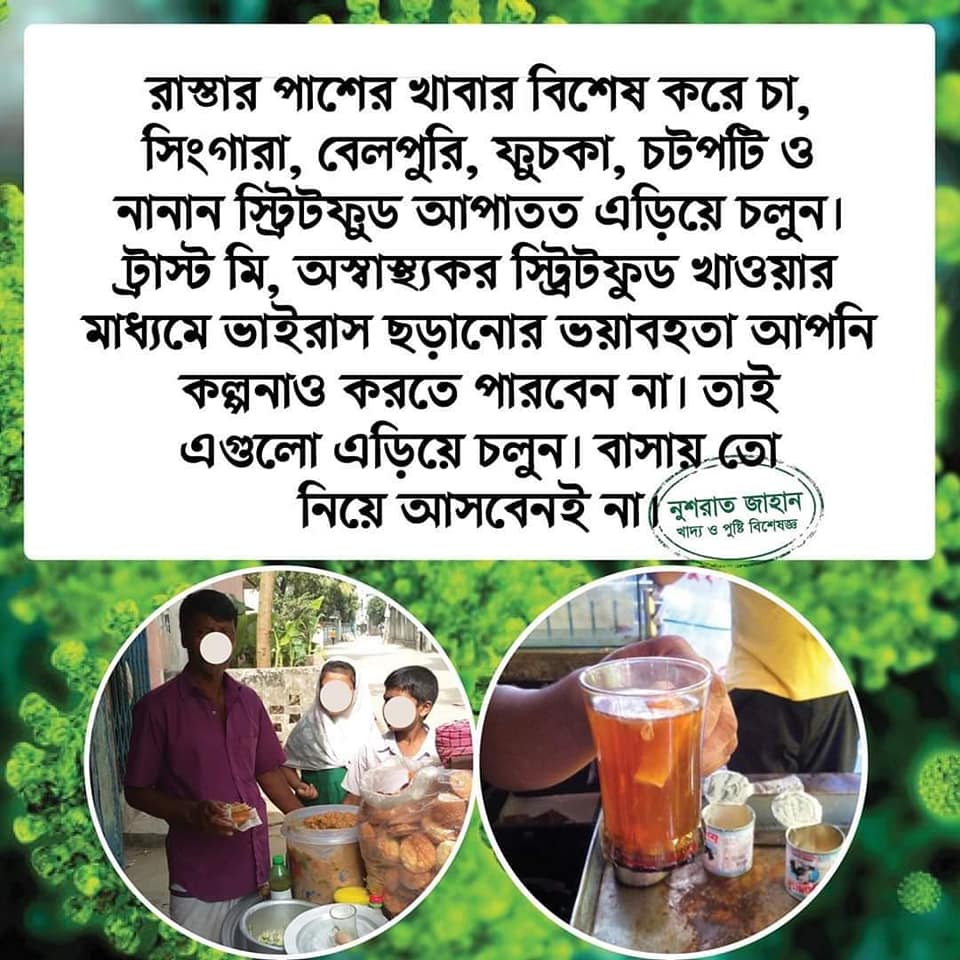 রাস্তার পাশের খাবার বিশেষ করে চা,
সিংগারা, বেলপুরি, ফুচকা, চটপটি ও
নানান স্ট্রিটফুড আপাতত এড়িয়ে চলুন।
ট্রাস্ট মি, অস্বাস্থ্যকর স্ট্রিটফুড খাওয়ার
মাধ্যমে ভাইরাস ছড়ানোর ভয়াবহতা আপনি
কল্পনাও করতে পারবেন না। তাই
এগুলো এড়িয়ে চলুন। বাসায় তো
নিয়ে আসবেনই না।
নুশরাত জাহান
খাদ্য ও পুষ্টি বিশেষজ্ঞ